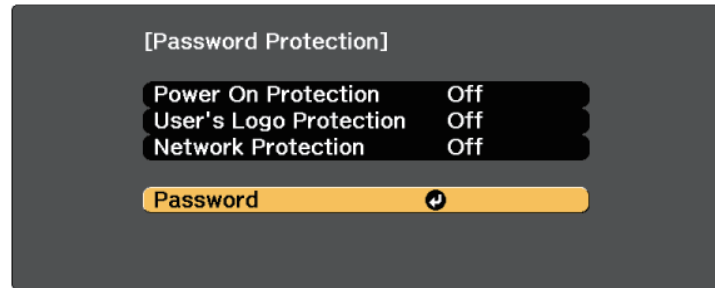 [Password Protection]
Power On Protection Off
User's Logo Protection Off
Network Protection Off
Password